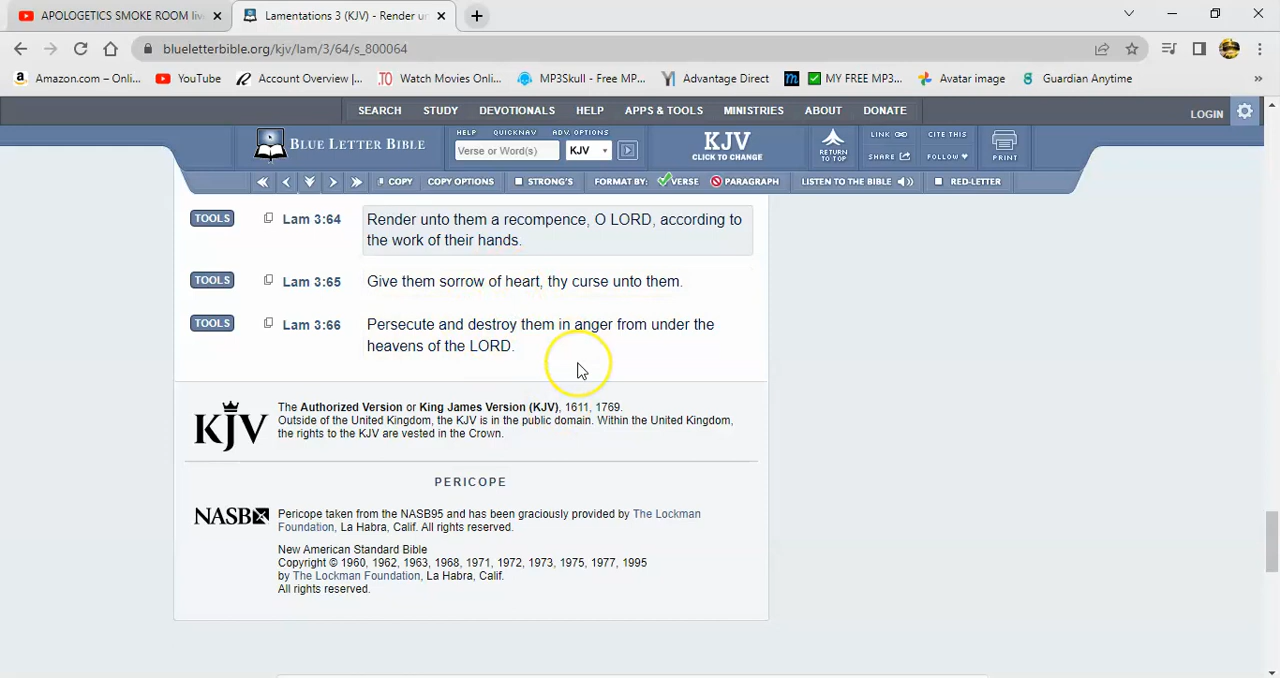 APOLOGETICS SMOKE ROOM liv
Lamentations 3 (KJV) - Render un
blueletterbible.org/kjv/lam/3/64/s_800064
Amazon.com – Onli...
YouTube
Account Overview |...
Watch Movies Onli...
MP3Skull - Free MP...
Advantage Direct
MY FREE MP3...
Avatar image
Guardian Anytime
»
SEARCH STUDY DEVOTIONALS HELP APPS & TOOLS MINISTRIES ABOUT DONATE
LOGIN
BLUE LETTER BIBLE
HELP QUICKNAV ADV. OPTIONS
Verse or Word(s) KJV
KJV
CLICK TO CHANGE
RETURN
TO TOP
LINK
SHARE
CITE THIS
FOLLOW
PRINT
COPY COPY OPTIONS STRONG'S FORMAT BY: VERSE PARAGRAPH LISTEN TO THE BIBLE RED-LETTER
TOOLS Lam 3:64 Render unto them a recompence, O LORD, according to
the work of their hands.
TOOLS Lam 3:65 Give them sorrow of heart, thy curse unto them.
TOOLS Lam 3:66 Persecute and destroy them in anger from under the
heavens of the LORD.
KJV
The Authorized Version or King James Version (KJV), 1611, 1769.
Outside of the United Kingdom, the KJV is in the public domain. Within the United Kingdom,
the rights to the KJV are vested in the Crown.
PERICOPE
NASB
Pericope taken from the NASB95 and has been graciously provided by The Lockman
Foundation, La Habra, Calif. All rights reserved.
New American Standard Bible
Copyright © 1960, 1962, 1963, 1968, 1971, 1972, 1973, 1975, 1977, 1995
by The Lockman Foundation, La Habra, Calif.
All rights reserved.